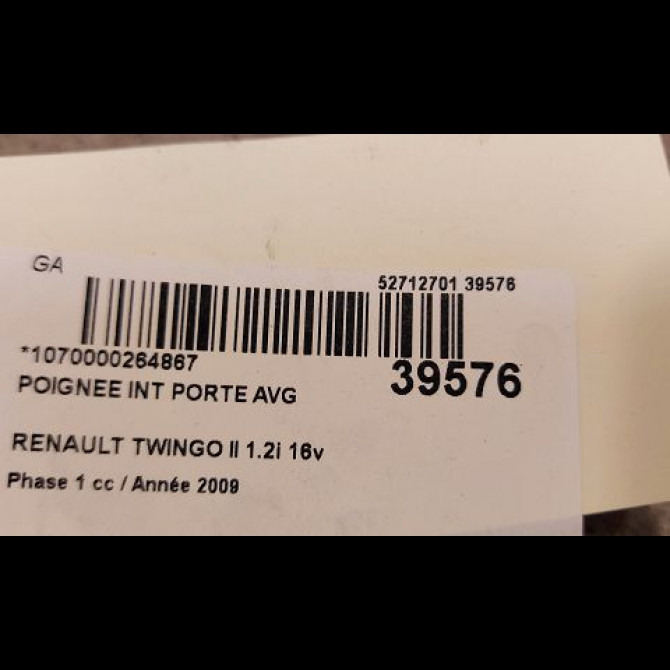 GA
52712701 39576
*1070000264867
39576
POIGNEE INT PORTE AVG
RENAULT TWINGO II 1.2i 16v
Phase 1 cc / Année 2009